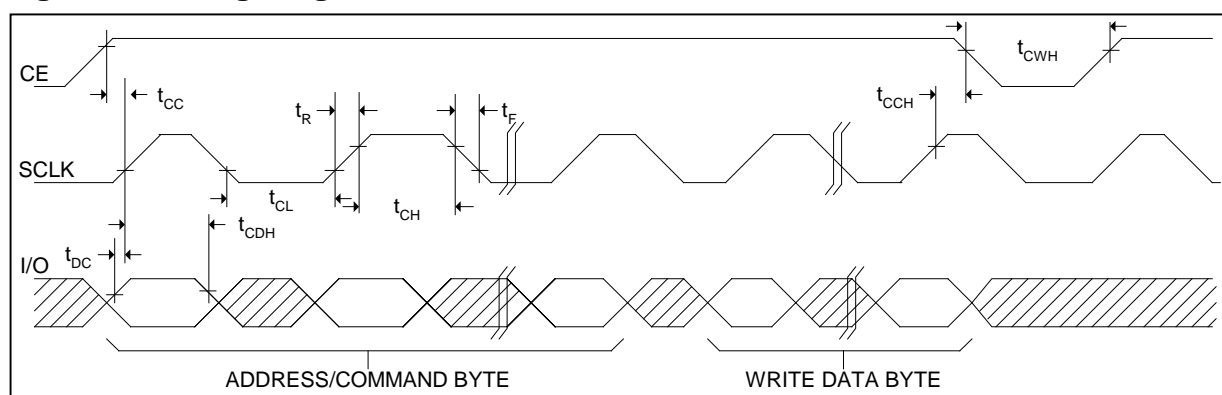 CE
t_CWH
t_CC
t_R
t_F
t_CCH
SCLK
t_CL
t_CH
t_CDH
t_DC
I/O
ADDRESS/COMMAND BYTE
WRITE DATA BYTE